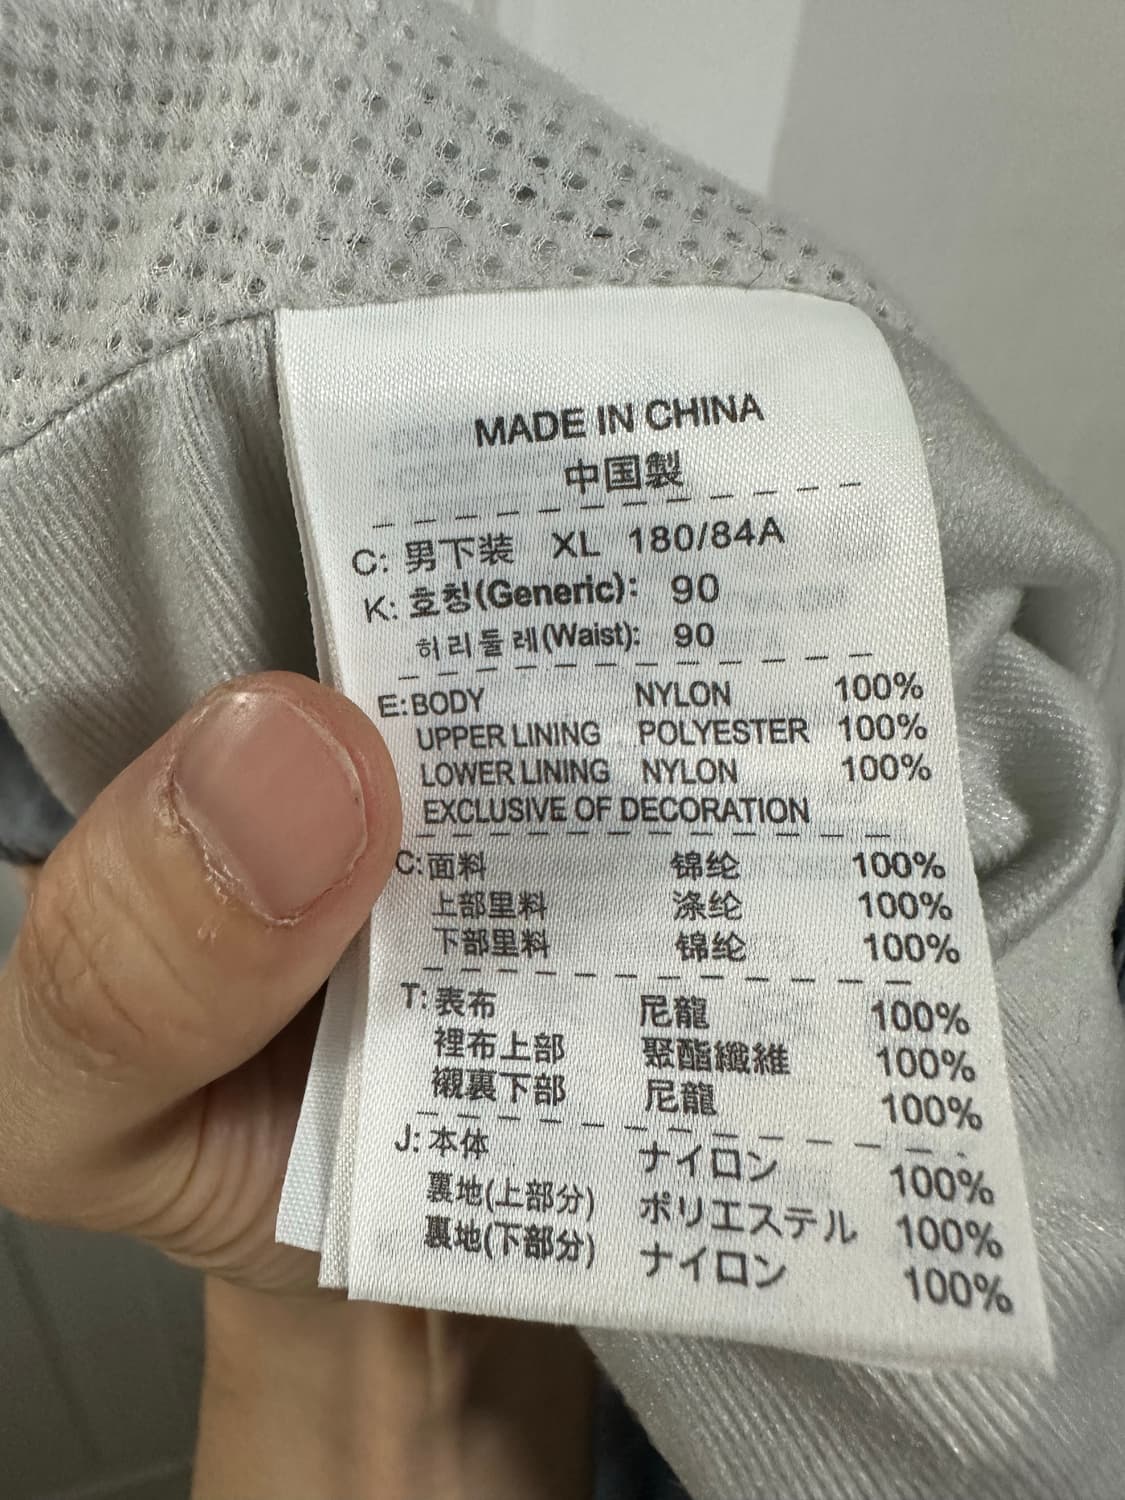 MADE IN CHINA
中国製
C: 男下装 XL 180/84A
K: 호칭(Generic): 90
허리둘레(Waist): 90
E: BODY NYLON 100%
UPPER LINING POLYESTER 100%
LOWER LINING NYLON 100%
EXCLUSIVE OF DECORATION
C: 面料 锦纶 100%
上部里料 涤纶 100%
下部里料 锦纶 100%
T: 表布 尼龍 100%
裡布上部 聚酯纖維 100%
襯裏下部 尼龍 100%
J: 本体 ナイロン 100%
裏地(上部分) ポリエステル 100%
裏地(下部分) ナイロン 100%